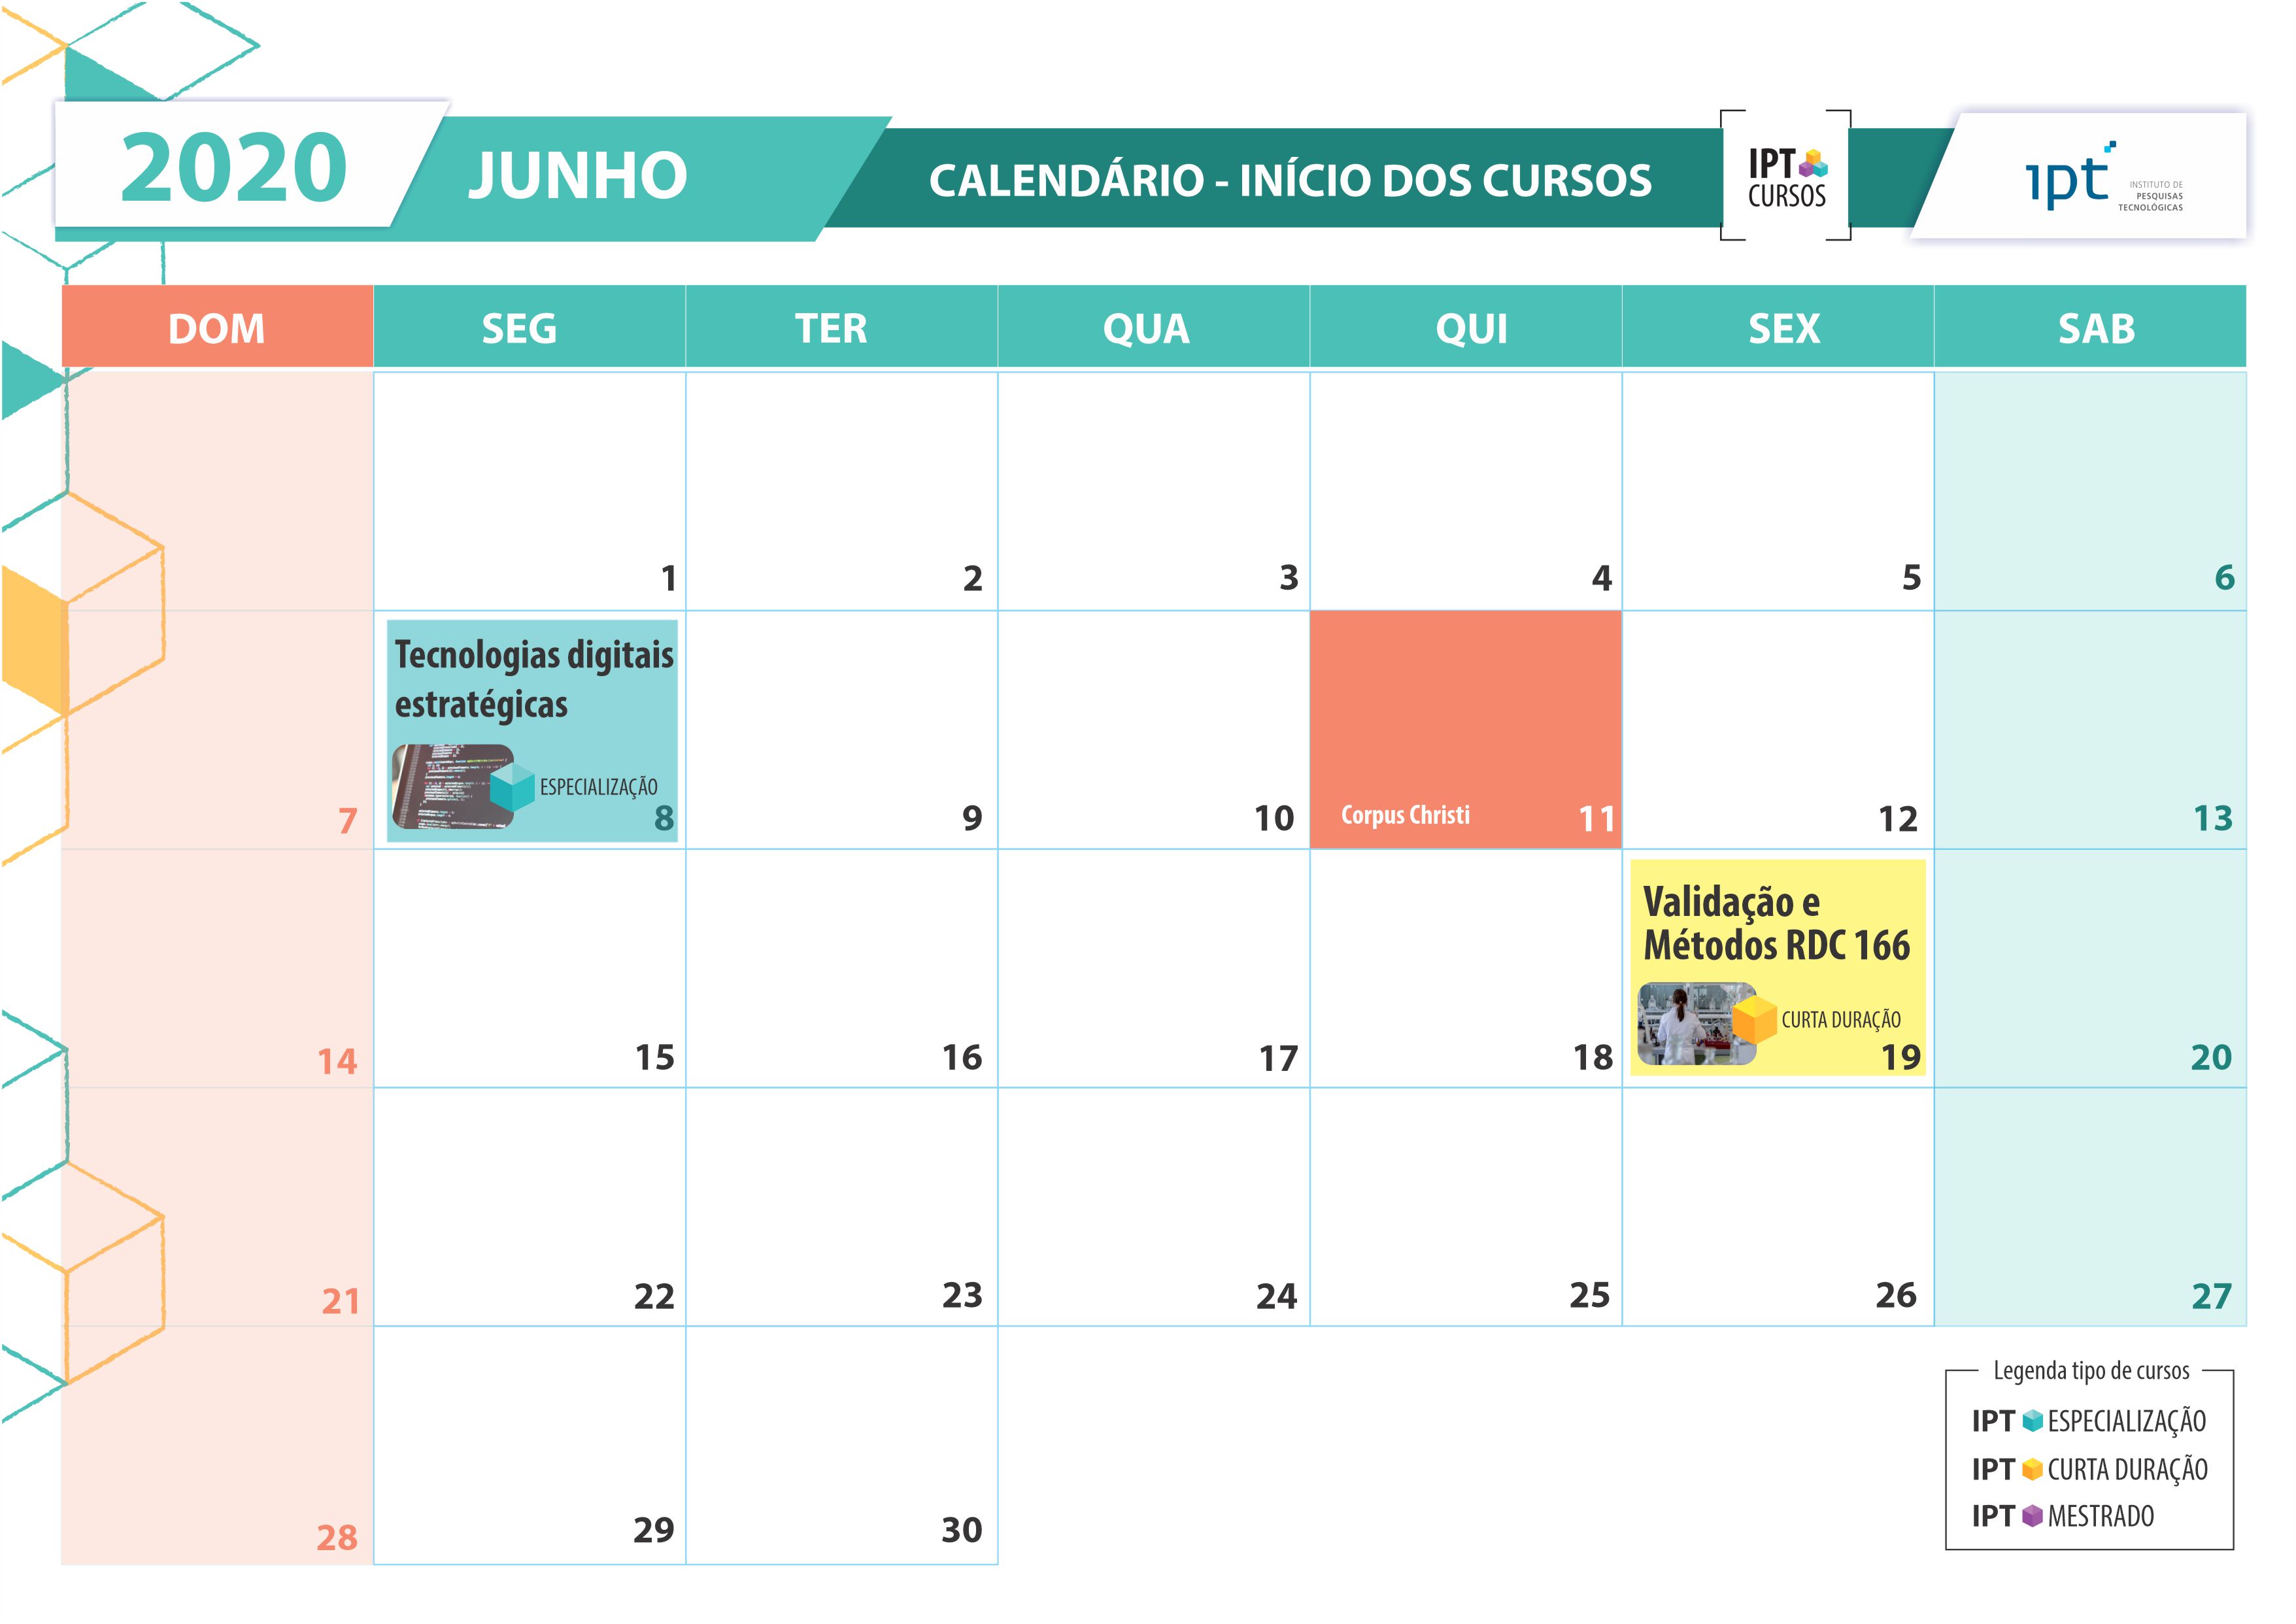 2020
JUNHO
CALENDÁRIO - INÍCIO DOS CURSOS
IPT
CURSOS
ipt
INSTITUTO DE
PESQUISAS
TECNOLÓGICAS
DOM SEG TER QUA QUI SEX SAB
1 2 3 4 5 6
Tecnologias digitais
estratégicas
ESPECIALIZAÇÃO
Corpus Christi
7 8 9 10 11 12 13
Validação e
Métodos RDC 166
CURTA DURAÇÃO
14 15 16 17 18 19 20
21 22 23 24 25 26 27
28 29 30
Legenda tipo de cursos
IPT ESPECIALIZAÇÃO
IPT CURTA DURAÇÃO
IPT MESTRADO